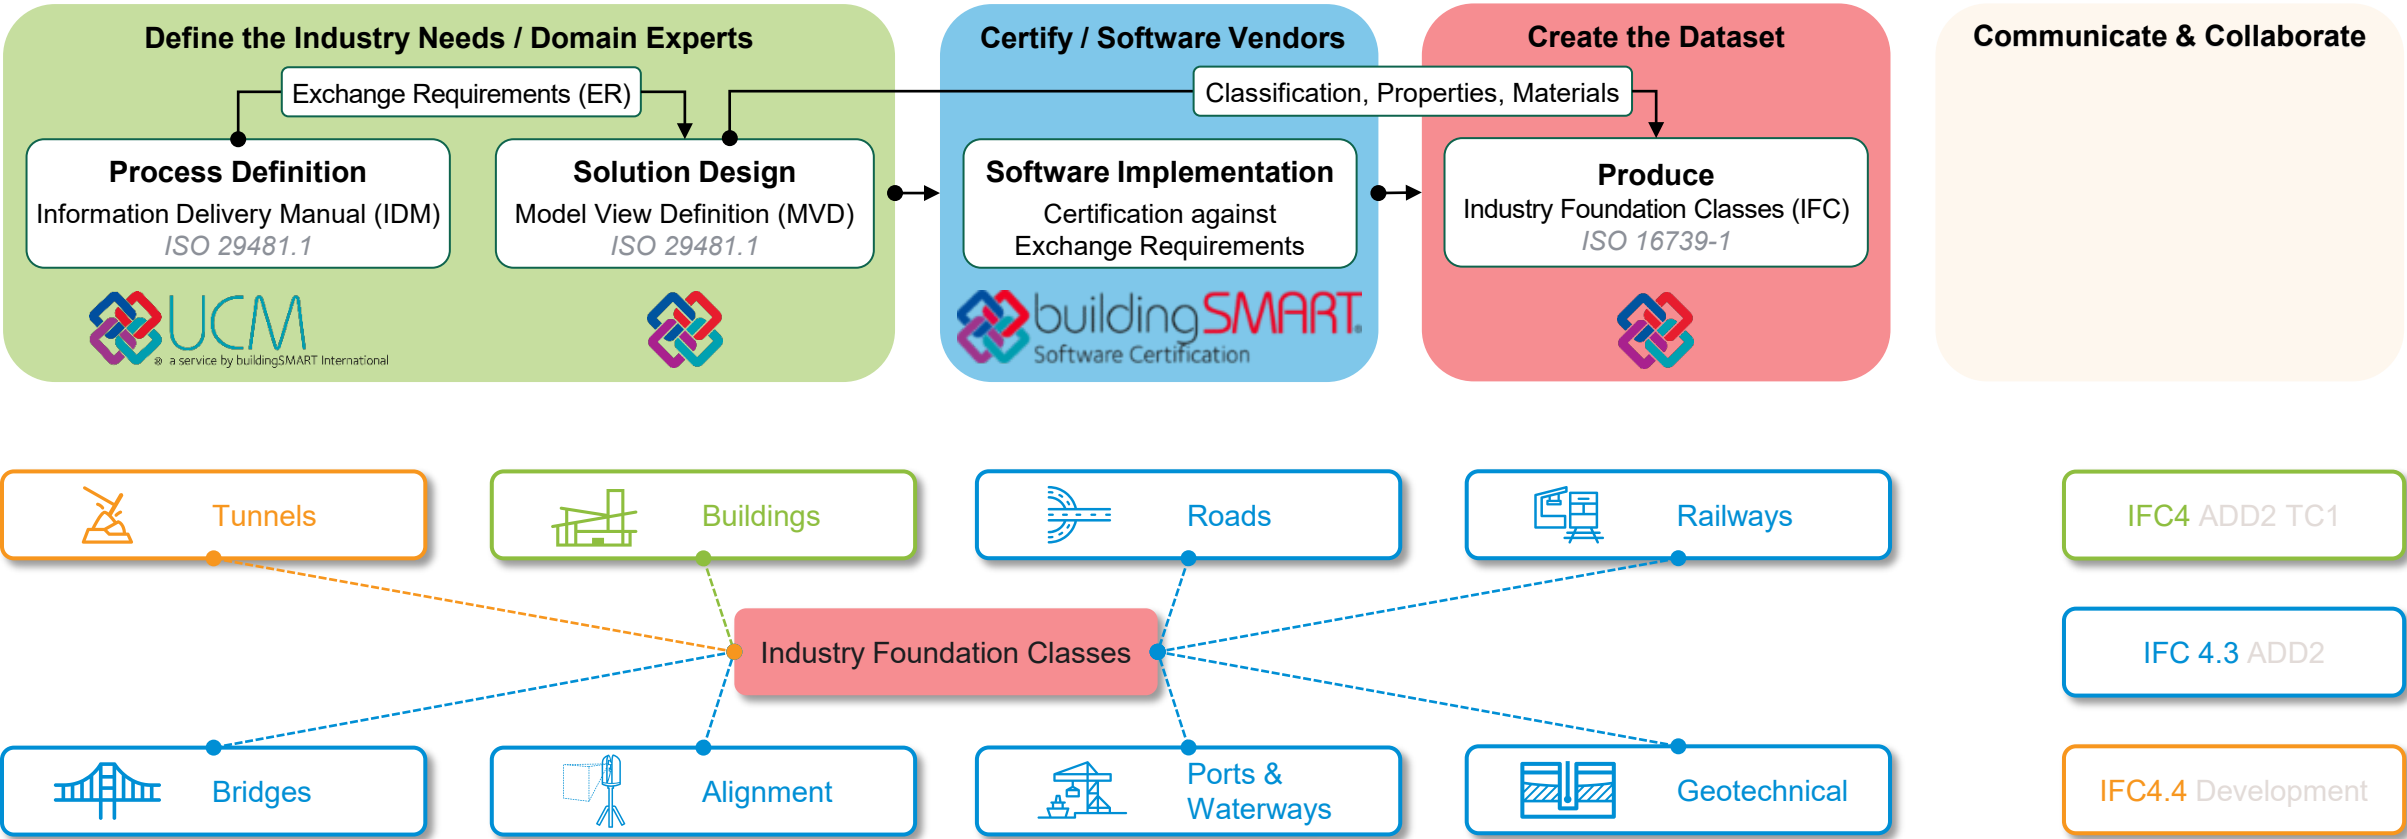 Define the Industry Needs / Domain Experts
Exchange Requirements (ER)
Process Definition
Information Delivery Manual (IDM)
ISO 29481.1
Solution Design
Model View Definition (MVD)
ISO 29481.1
UCM
® a service by buildingSMART International
Certify / Software Vendors
Classification, Properties, Materials
Software Implementation
Certification against
Exchange Requirements
buildingSMART®
Software Certification
Create the Dataset
Produce
Industry Foundation Classes (IFC)
ISO 16739-1
Communicate & Collaborate
Tunnels
Buildings
Roads
Railways
IFC4 ADD2 TC1
Industry Foundation Classes
IFC 4.3 ADD2
Bridges
Alignment
Ports &
Waterways
Geotechnical
IFC4.4 Development